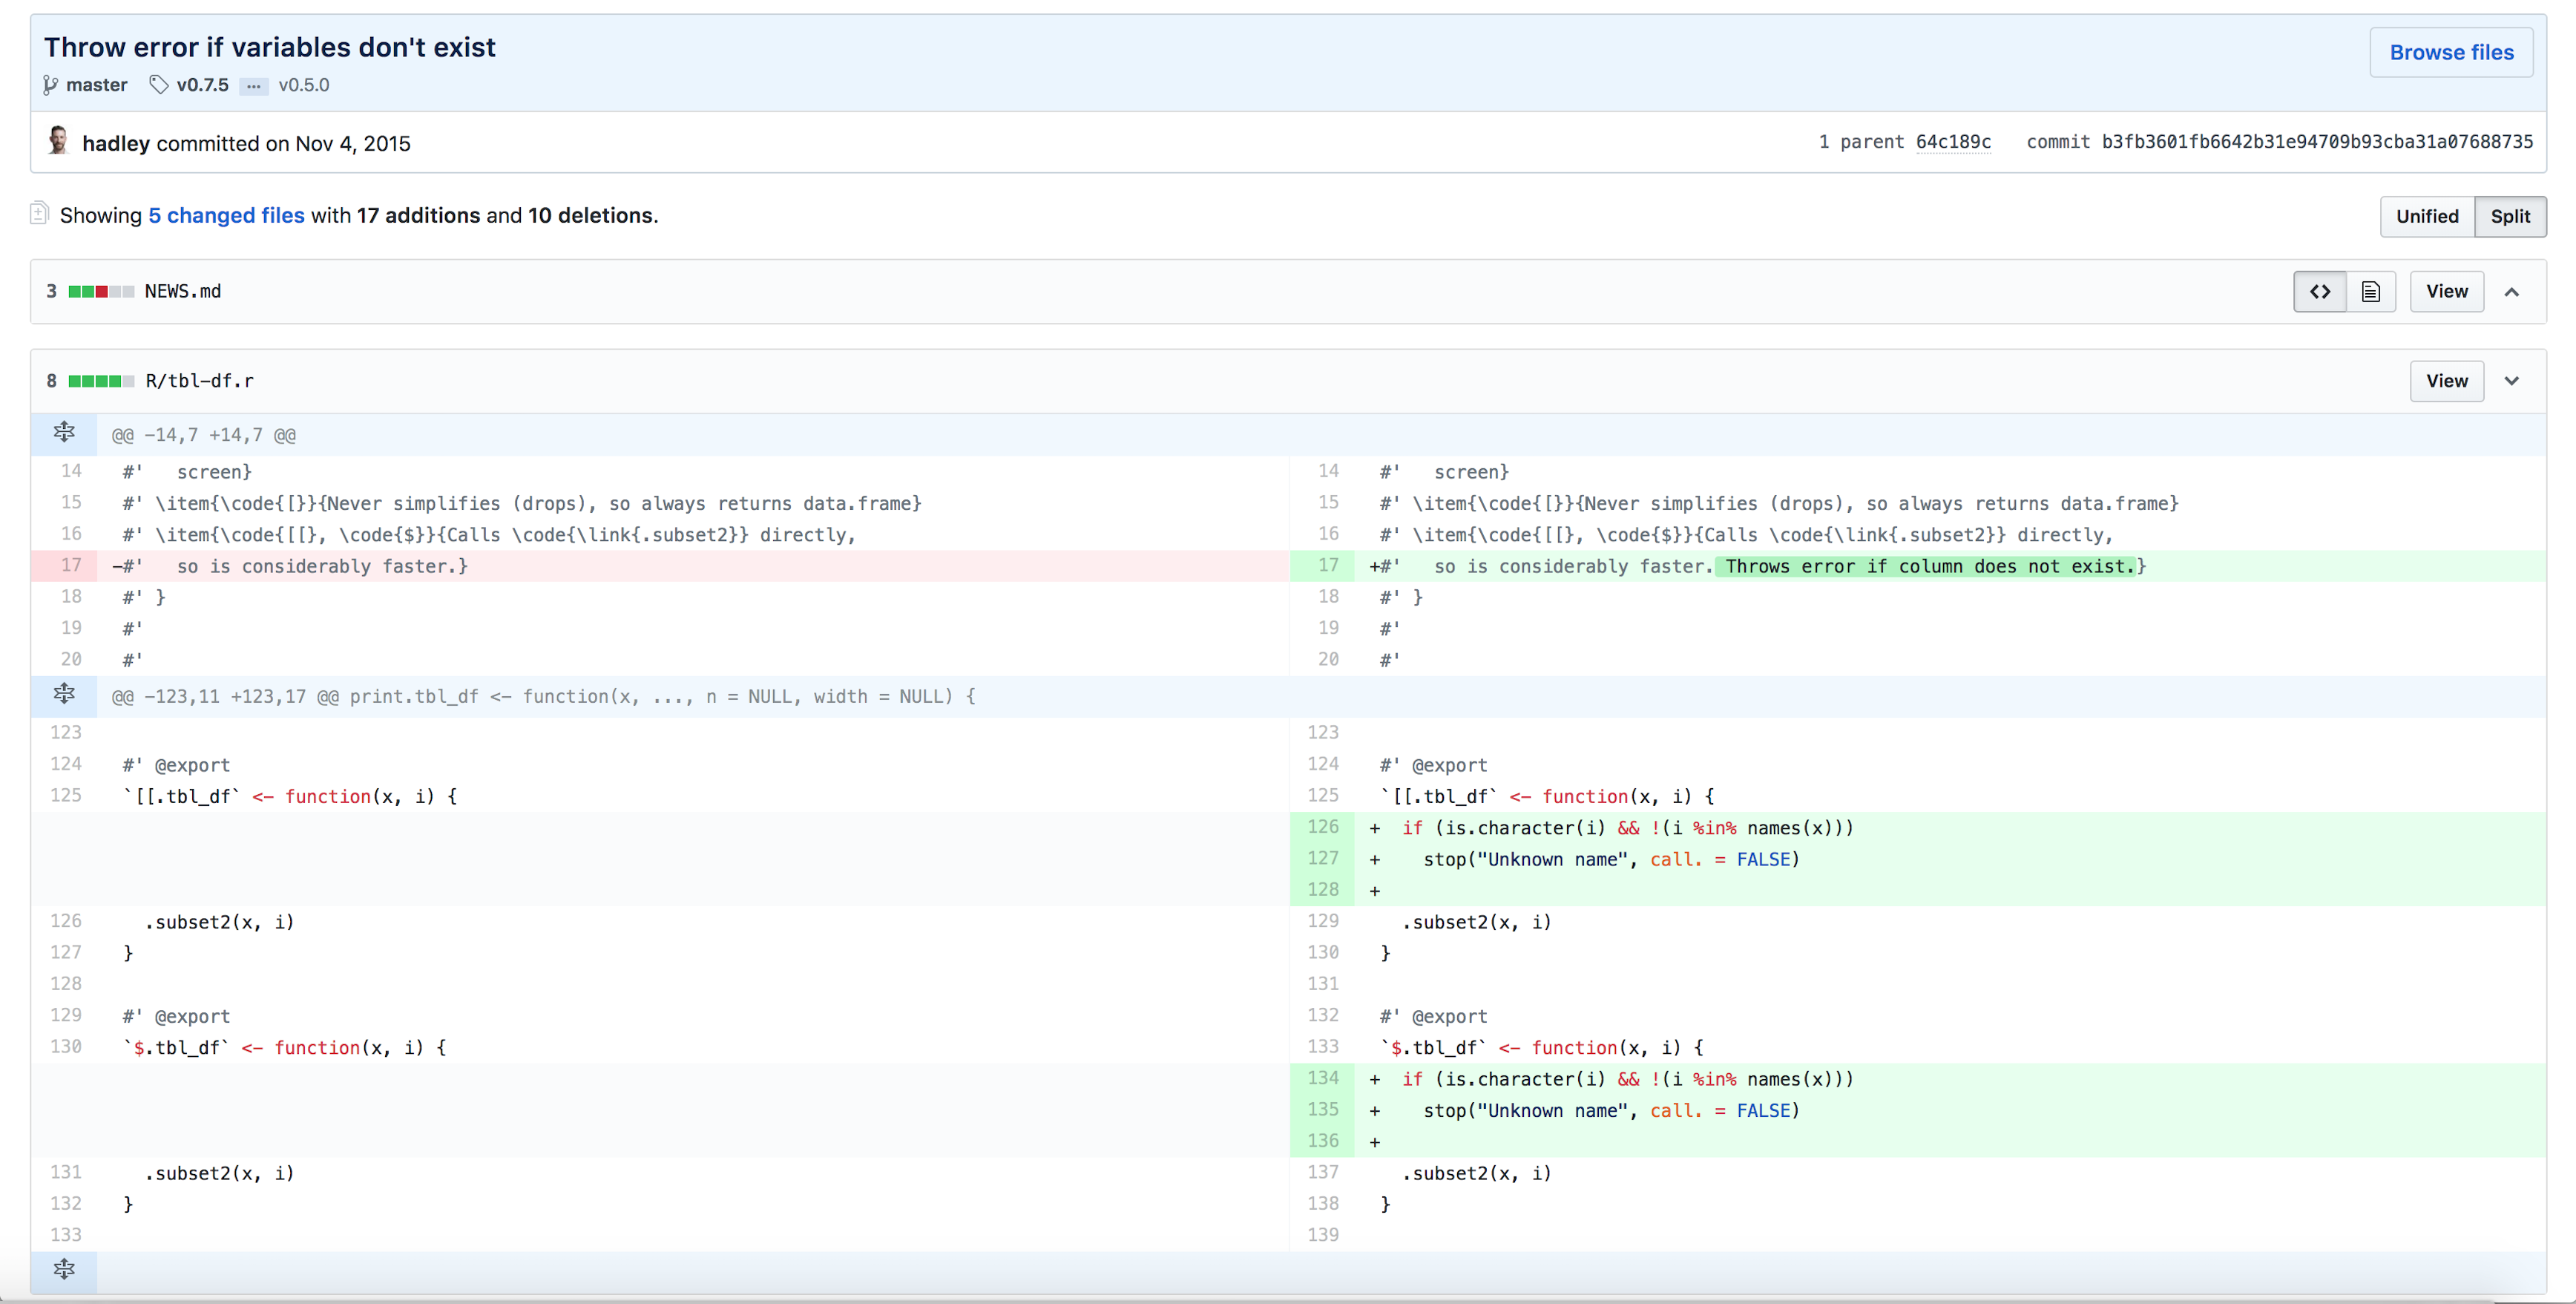 Throw error if variables don't exist
Browse files
master v0.7.5 ... v0.5.0
hadley committed on Nov 4, 2015 1 parent 64c189c commit b3fb3601fb6642b31e94709b93cba31a07688735
Showing 5 changed files with 17 additions and 10 deletions.
Unified Split
3 NEWS.md <> View
8 R/tbl-df.r View
@@ -14,7 +14,7 @@
14 #'   screen} 14 #'   screen}
15 #' \item{\code{[}}{Never simplifies (drops), so always returns data.frame} 15 #' \item{\code{[}}{Never simplifies (drops), so always returns data.frame}
16 #' \item{\code{[[}, \code{$}}{Calls \code{\link{.subset2}} directly, 16 #' \item{\code{[[}, \code{$}}{Calls \code{\link{.subset2}} directly,
17 -#'   so is considerably faster.} 17 +#'   so is considerably faster. Throws error if column does not exist.}
18 #' } 18 #' }
19 #' 19 #'
20 #' 20 #'
@@ -123,11 +123,17 @@ print.tbl_df <- function(x, ..., n = NULL, width = NULL) {
123 123
124 #' @export 124 #' @export
125 `[[.tbl_df` <- function(x, i) { 125 `[[.tbl_df` <- function(x, i) {
126 +  if (is.character(i) && !(i %in% names(x)))
127 +    stop("Unknown name", call. = FALSE)
128 +
126   .subset2(x, i) 129   .subset2(x, i)
127 } 130 }
128 131
129 #' @export 132 #' @export
130 `$.tbl_df` <- function(x, i) { 133 `$.tbl_df` <- function(x, i) {
134 +  if (is.character(i) && !(i %in% names(x)))
135 +    stop("Unknown name", call. = FALSE)
136 +
131   .subset2(x, i) 137   .subset2(x, i)
132 } 138 }
133 139